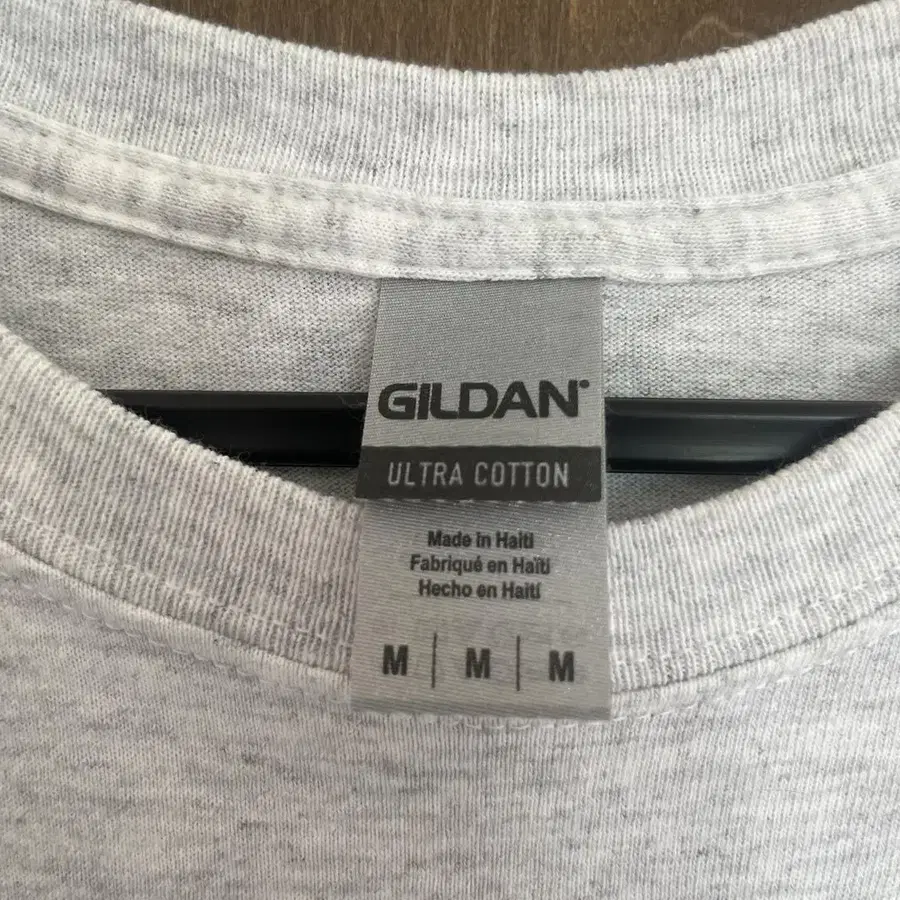 GILDAN
ULTRA COTTON
Made in Haiti
Fabriqué en Haïti
Hecho en Haití
M | M | M